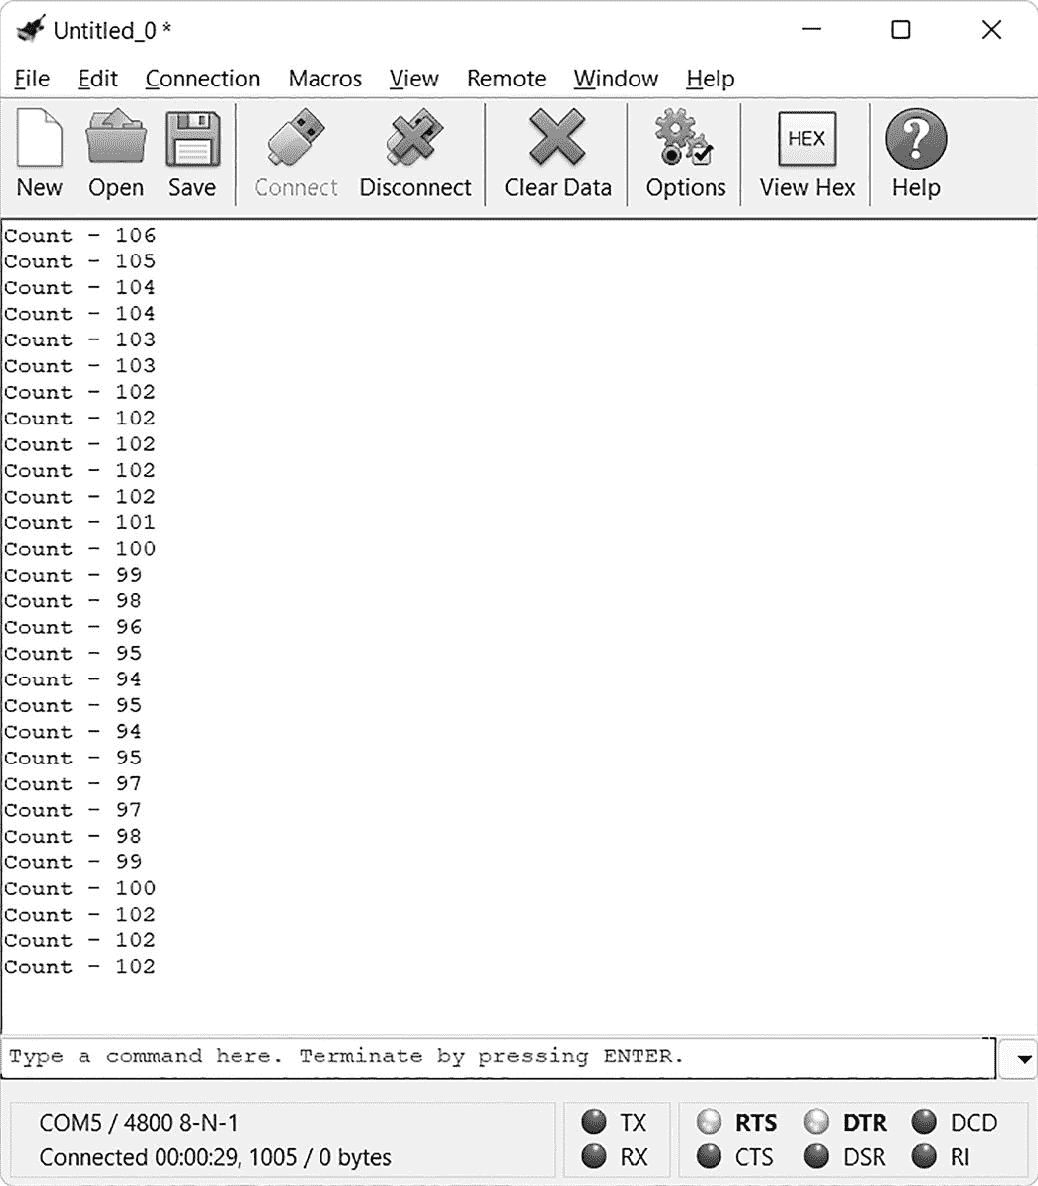 Untitled_0 *
File Edit Connection Macros View Remote Window Help
New Open Save Connect Disconnect Clear Data Options HEX View Hex Help
Count - 106
Count - 105
Count - 104
Count - 104
Count - 103
Count - 103
Count - 102
Count - 102
Count - 102
Count - 102
Count - 102
Count - 101
Count - 100
Count - 99
Count - 98
Count - 96
Count - 95
Count - 94
Count - 95
Count - 94
Count - 95
Count - 97
Count - 97
Count - 98
Count - 99
Count - 100
Count - 102
Count - 102
Count - 102
Type a command here. Terminate by pressing ENTER.
COM5 / 4800 8-N-1 TX RTS DTR DCD
Connected 00:00:29, 1005 / 0 bytes RX CTS DSR RI